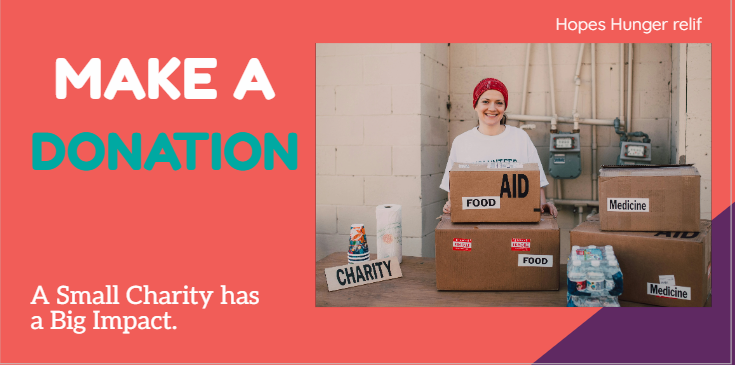 Hopes Hunger relif
MAKE A
DONATION
A Small Charity has
a Big Impact.
AID
FOOD
FOOD
Medicine
AID
Medicine
CHARITY